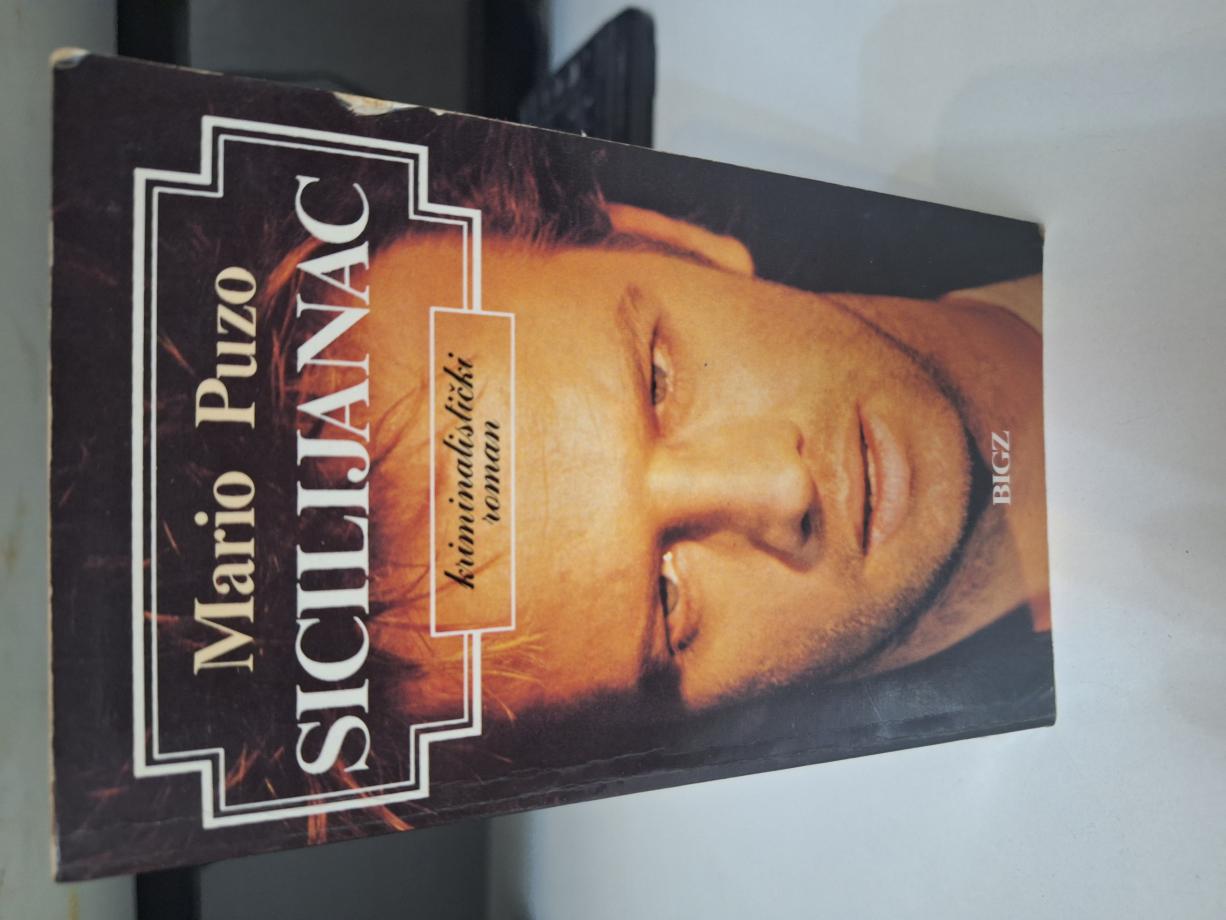 Mario Puzo
SICILIJANAC
kriminalistički
roman
BIGZ